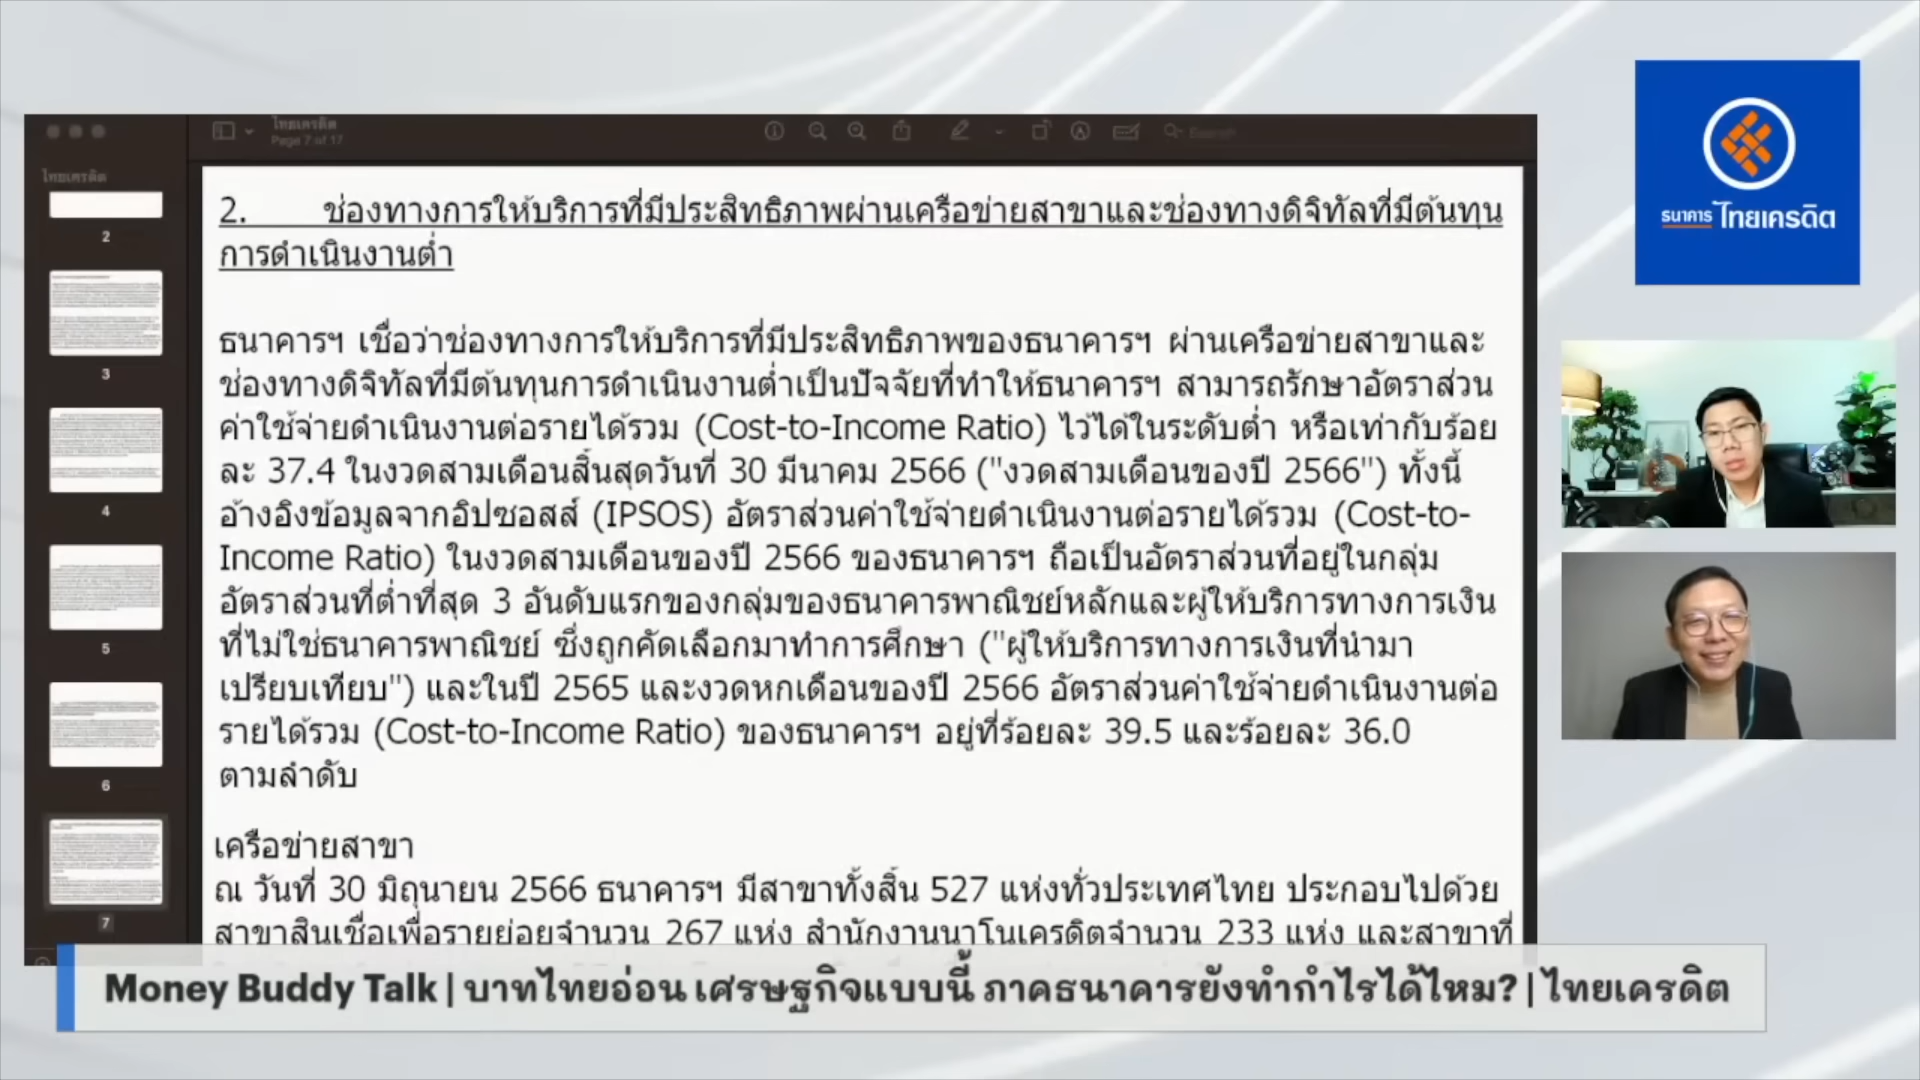 ไทยเครดิต
Page 7 of 17
Search
ไทยเครดิต
2
3
4
5
6
7
2. ช่องทางการให้บริการที่มีประสิทธิภาพผ่านเครือข่ายสาขาและช่องทางดิจิทัลที่มีต้นทุน
การดำเนินงานต่ำ
ธนาคารฯ เชื่อว่าช่องทางการให้บริการที่มีประสิทธิภาพของธนาคารฯ ผ่านเครือข่ายสาขาและ
ช่องทางดิจิทัลที่มีต้นทุนการดำเนินงานต่ำเป็นปัจจัยที่ทำให้ธนาคารฯ สามารถรักษาอัตราส่วน
ค่าใช้จ่ายดำเนินงานต่อรายได้รวม (Cost-to-Income Ratio) ไว้ได้ในระดับต่ำ หรือเท่ากับร้อย
ละ 37.4 ในงวดสามเดือนสิ้นสุดวันที่ 30 มีนาคม 2566 ("งวดสามเดือนของปี 2566") ทั้งนี้
อ้างอิงข้อมูลจากอิปซอสส์ (IPSOS) อัตราส่วนค่าใช้จ่ายดำเนินงานต่อรายได้รวม (Cost-to-
Income Ratio) ในงวดสามเดือนของปี 2566 ของธนาคารฯ ถือเป็นอัตราส่วนที่อยู่ในกลุ่ม
อัตราส่วนที่ต่ำที่สุด 3 อันดับแรกของกลุ่มของธนาคารพาณิชย์หลักและผู้ให้บริการทางการเงิน
ที่ไม่ใช่ธนาคารพาณิชย์ ซึ่งถูกคัดเลือกมาทำการศึกษา ("ผู้ให้บริการทางการเงินที่นำมา
เปรียบเทียบ") และในปี 2565 และงวดหกเดือนของปี 2566 อัตราส่วนค่าใช้จ่ายดำเนินงานต่อ
รายได้รวม (Cost-to-Income Ratio) ของธนาคารฯ อยู่ที่ร้อยละ 39.5 และร้อยละ 36.0
ตามลำดับ
เครือข่ายสาขา
ณ วันที่ 30 มิถุนายน 2566 ธนาคารฯ มีสาขาทั้งสิ้น 527 แห่งทั่วประเทศไทย ประกอบไปด้วย
สาขาสินเชื่อเพื่อรายย่อยจำนวน 267 แห่ง สำนักงานนาโนเครดิตจำนวน 233 แห่ง และสาขาที่
ธนาคาร ไทยเครดิต
Money Buddy Talk | บาทไทยอ่อน เศรษฐกิจแบบนี้ ภาคธนาคารยังทำกำไรได้ไหม? | ไทยเครดิต